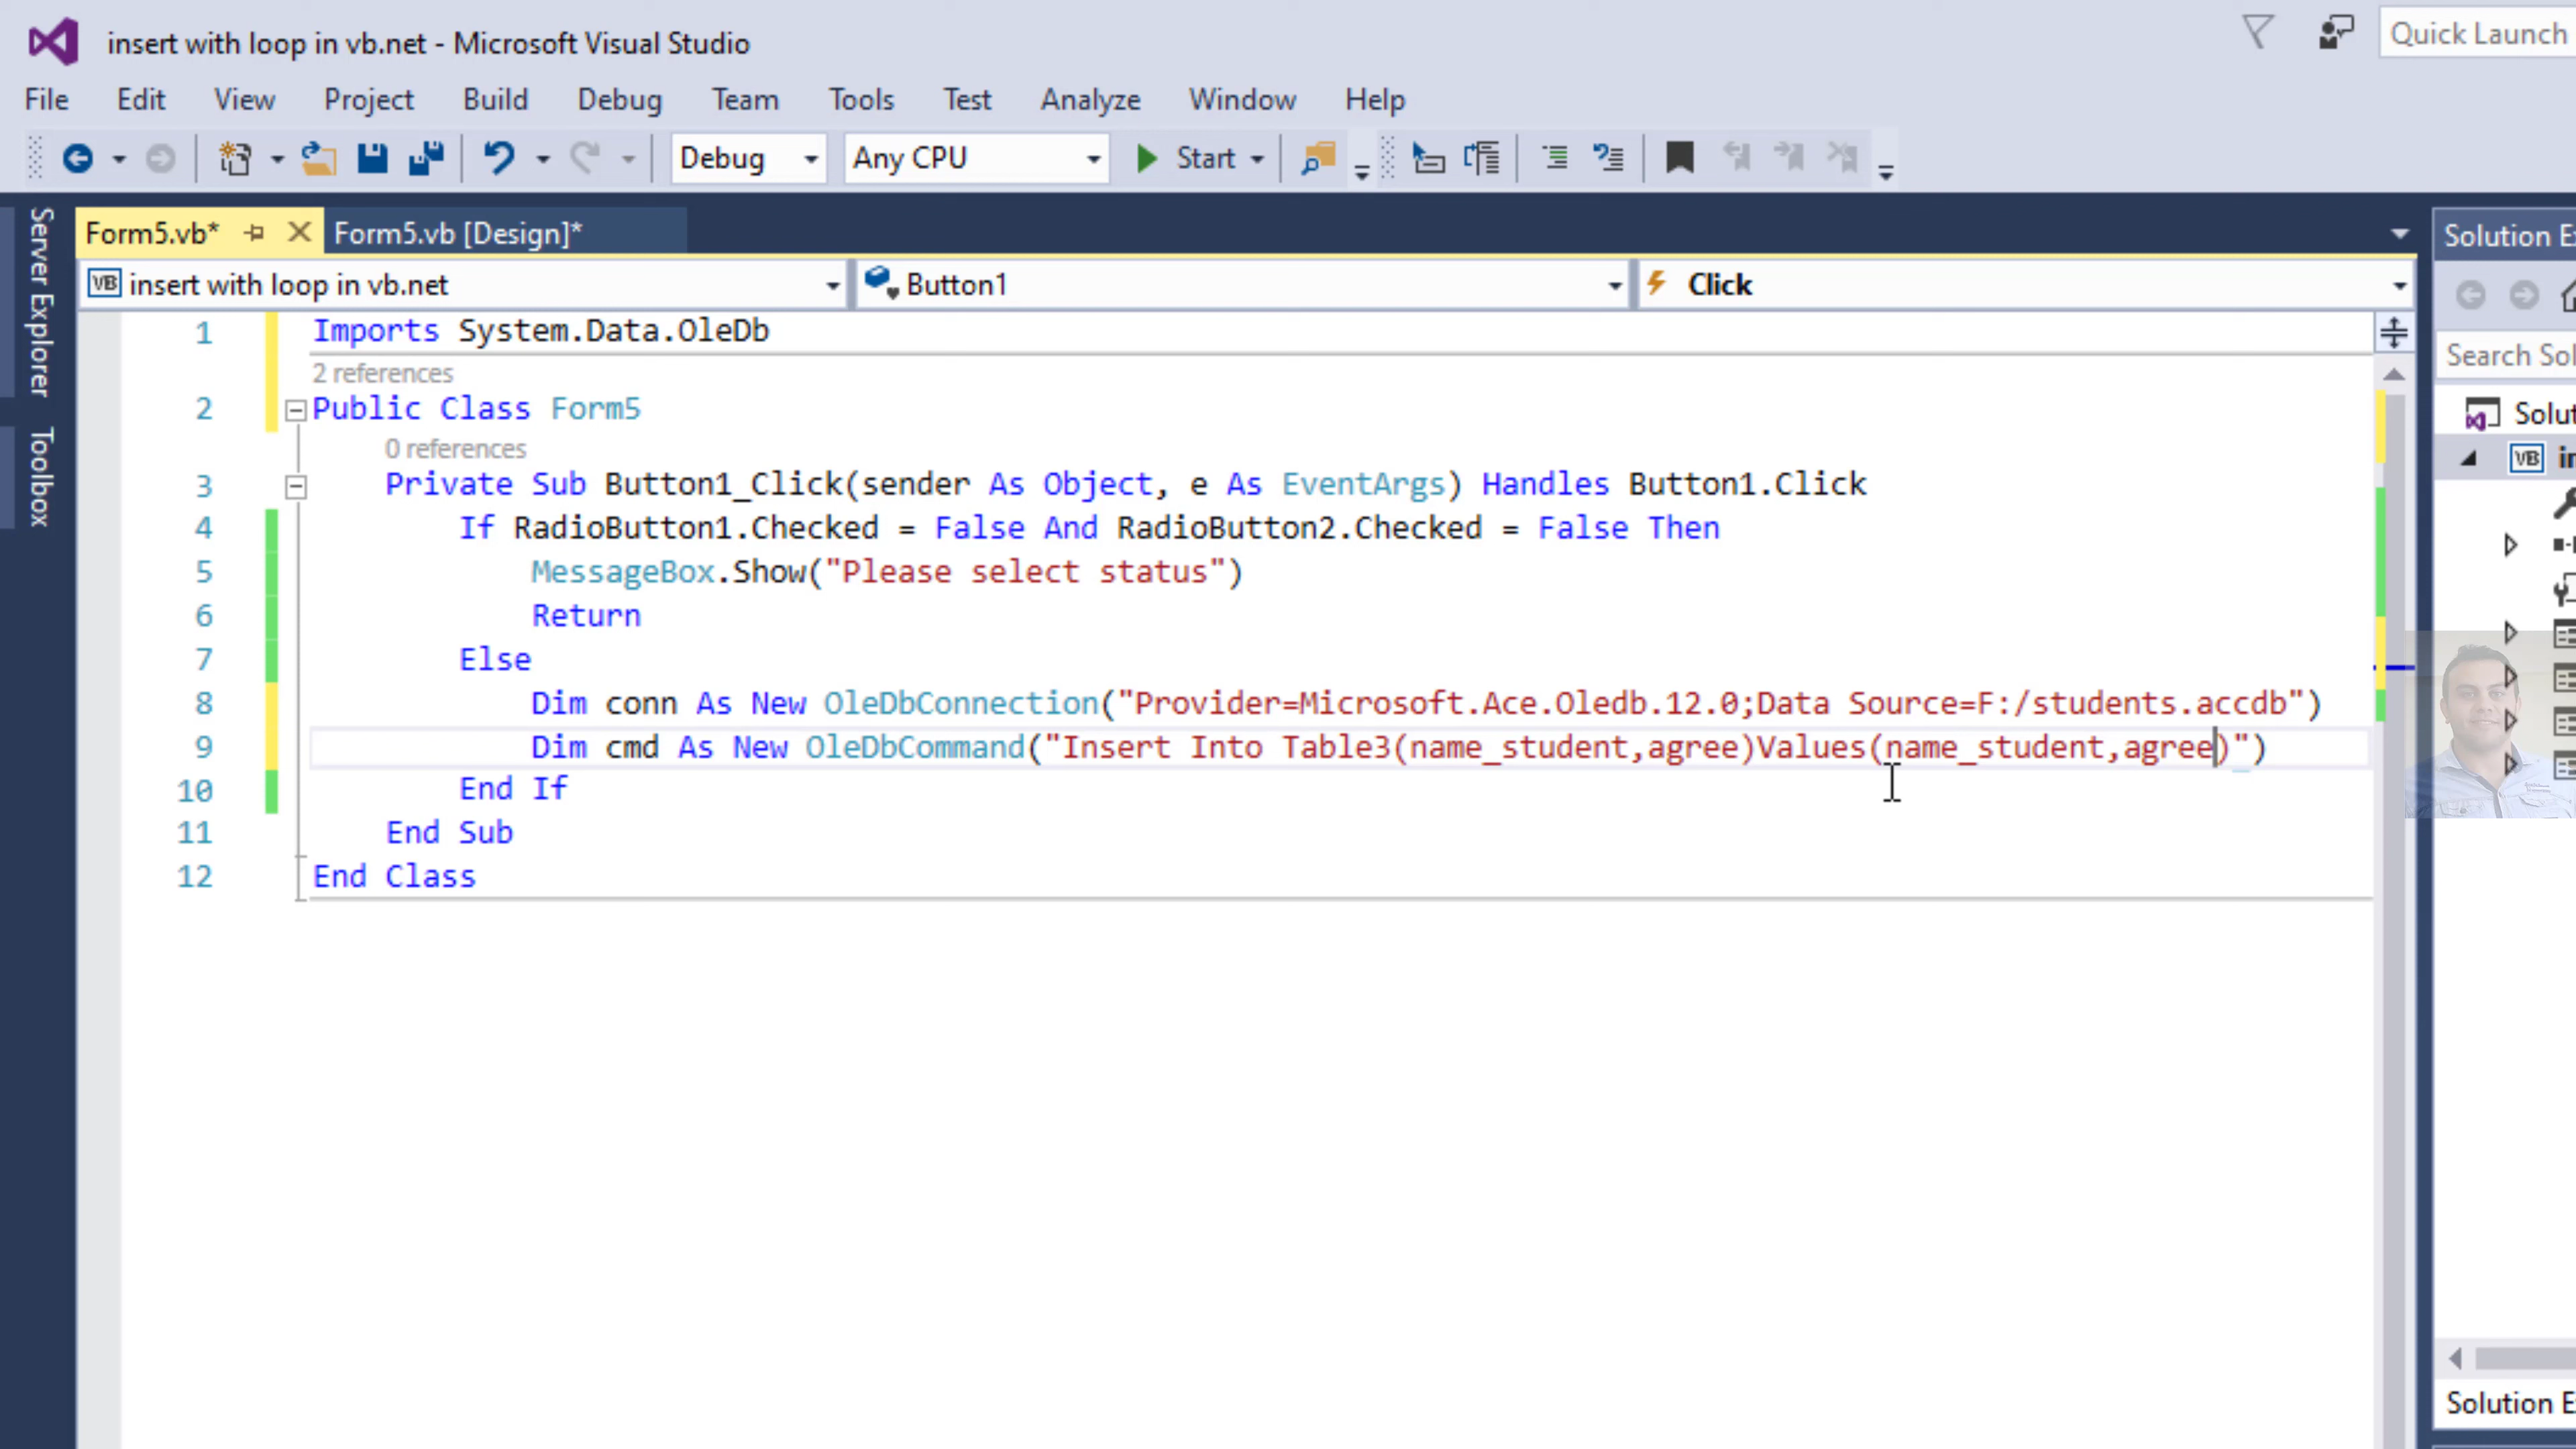 insert with loop in vb.net - Microsoft Visual Studio
Quick Launch
File Edit View Project Build Debug Team Tools Test Analyze Window Help
Debug Any CPU Start
Server Explorer
Toolbox
Form5.vb* Form5.vb [Design]*
VB insert with loop in vb.net Button1 Click
1 Imports System.Data.OleDb
2 references
2 Public Class Form5
0 references
3 Private Sub Button1_Click(sender As Object, e As EventArgs) Handles Button1.Click
4 If RadioButton1.Checked = False And RadioButton2.Checked = False Then
5 MessageBox.Show("Please select status")
6 Return
7 Else
8 Dim conn As New OleDbConnection("Provider=Microsoft.Ace.Oledb.12.0;Data Source=F:/students.accdb")
9 Dim cmd As New OleDbCommand("Insert Into Table3(name_student,agree)Values(name_student,agree)")
10 End If
11 End Sub
12 End Class
Solution E
Search Sol
Solu
VB in
Solution E